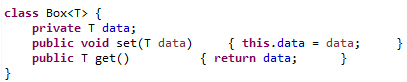 class Box<T> {
    private T data;
    public void set(T data)    { this.data = data;    }
    public T get()           { return data;     }
}